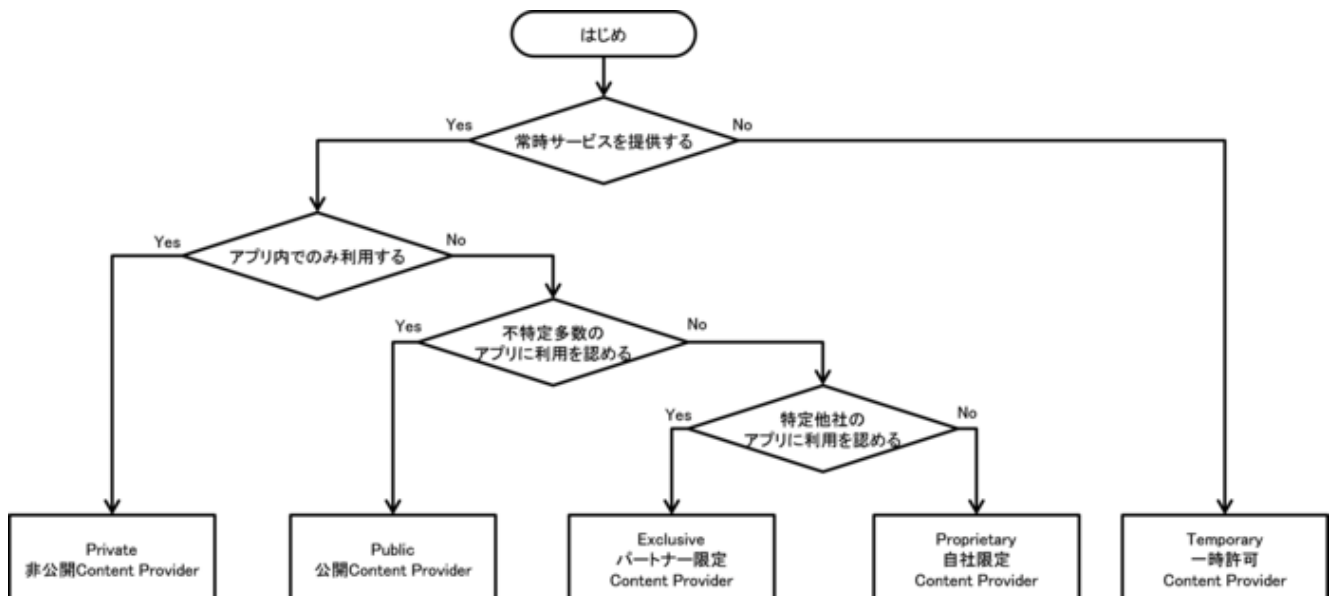 はじめ
Yes
常時サービスを提供する
No
Yes
アプリ内でのみ利用する
No
Yes
不特定多数の
アプリに利用を認める
No
Yes
特定他社の
アプリに利用を認める
No
Private
非公開Content Provider
Public
公開Content Provider
Exclusive
パートナー限定
Content Provider
Proprietary
自社限定
Content Provider
Temporary
一時許可
Content Provider